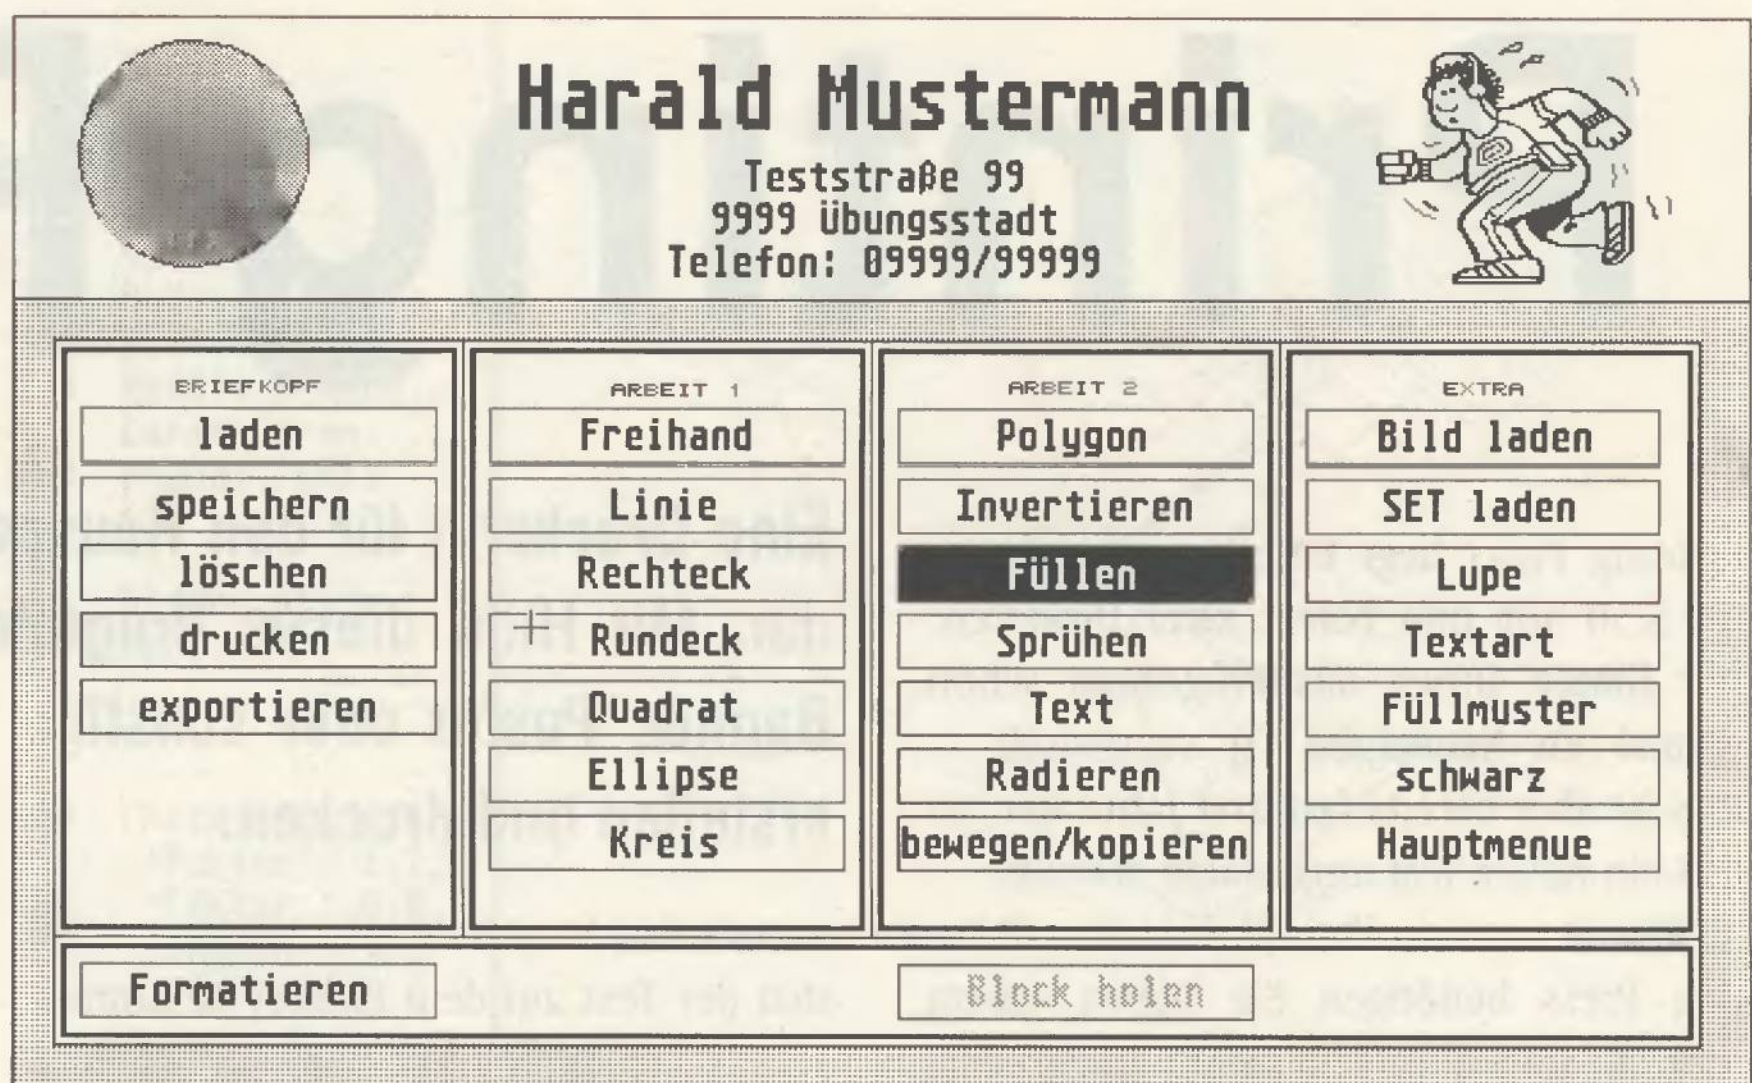 Harald Mustermann
Teststraße 99
9999 Übungsstadt
Telefon: 09999/99999
BRIEFKOPF
laden
speichern
löschen
drucken
exportieren
ARBEIT 1
Freihand
Linie
Rechteck
Rundeck
Quadrat
Ellipse
Kreis
ARBEIT 2
Polygon
Invertieren
Füllen
Sprühen
Text
Radieren
bewegen/kopieren
EXTRA
Bild laden
SET laden
Lupe
Textart
Füllmuster
schwarz
Hauptmenue
Formatieren
Block holen